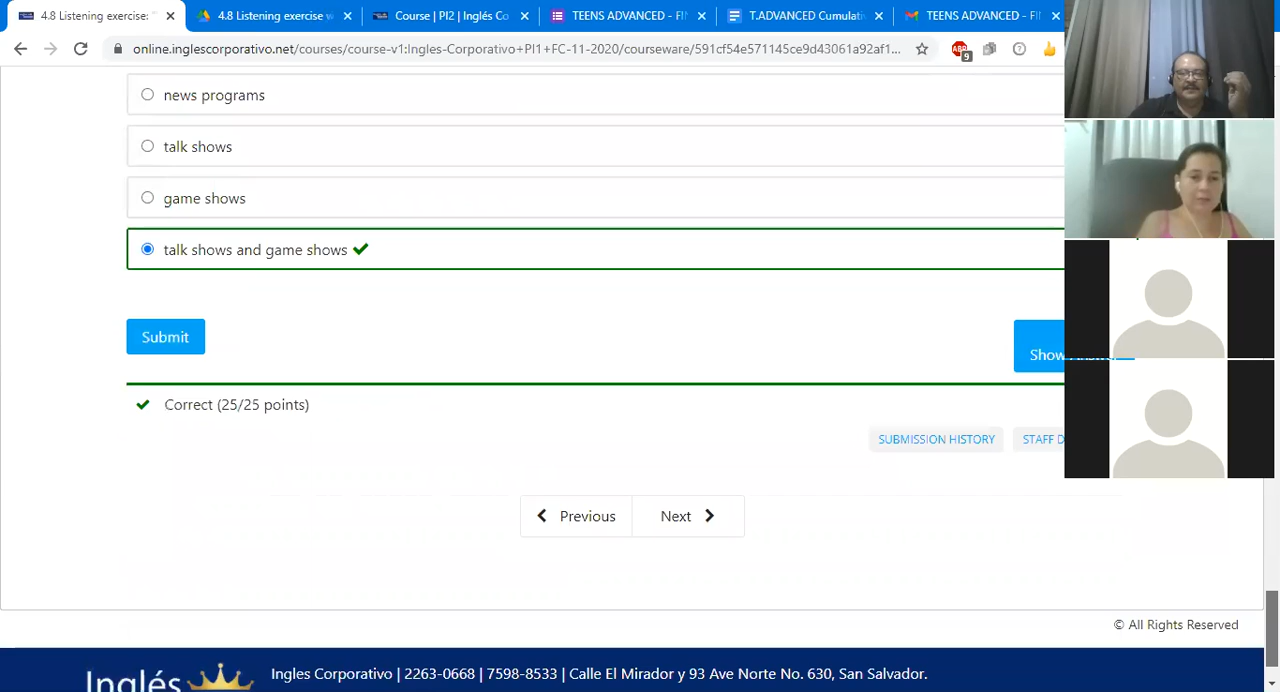 4.8 Listening exercise: "
4.8 Listening exercise w
Course | PI2 | Inglés Co
TEENS ADVANCED - FI
T.ADVANCED Cumulati
TEENS ADVANCED - FI
online.inglescorporativo.net/courses/course-v1:Ingles-Corporativo+PI1+FC-11-2020/courseware/591cf54e571145ce9d43061a92af1...
ABP
9
news programs
talk shows
game shows
talk shows and game shows
Submit
Show
Correct (25/25 points)
SUBMISSION HISTORY
STAFF D
Previous
Next
© All Rights Reserved
Inglés
Ingles Corporativo | 2263-0668 | 7598-8533 | Calle El Mirador y 93 Ave Norte No. 630, San Salvador.